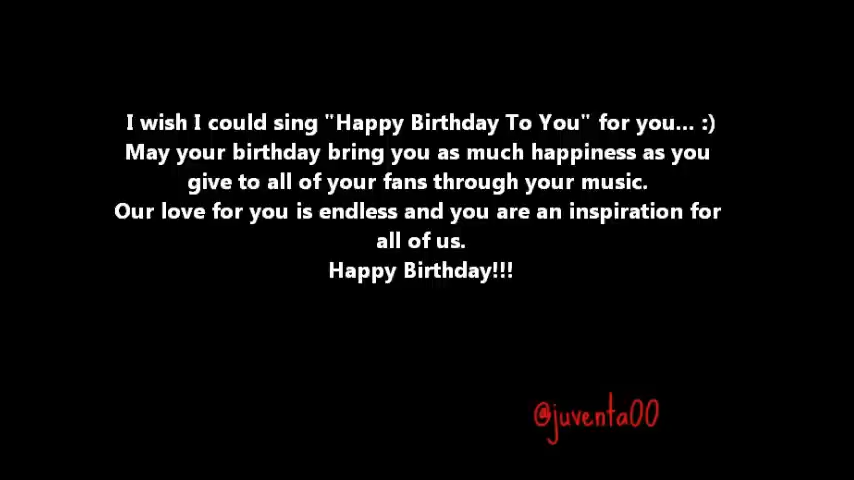 I wish I could sing "Happy Birthday To You" for you... :)
May your birthday bring you as much happiness as you
give to all of your fans through your music.
Our love for you is endless and you are an inspiration for
all of us.
Happy Birthday!!!
@juventa00